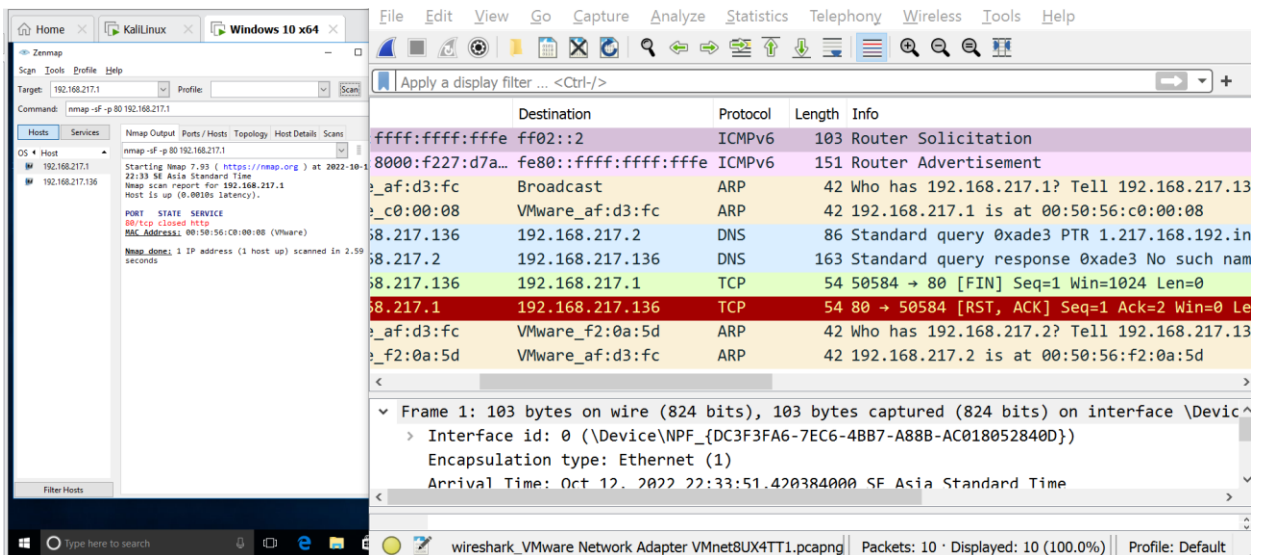 Home
KaliLinux
Windows 10 x64
Zenmap
Scan Tools Profile Help
Target: 192.168.217.1 Profile: Scan
Command: nmap -sF -p 80 192.168.217.1
Hosts Services
Nmap Output Ports / Hosts Topology Host Details Scans
OS Host
192.168.217.1
192.168.217.136
nmap -sF -p 80 192.168.217.1
Starting Nmap 7.93 ( https://nmap.org ) at 2022-10-1
22:33 SE Asia Standard Time
Nmap scan report for 192.168.217.1
Host is up (0.0010s latency).
PORT STATE SERVICE
80/tcp closed http
MAC Address: 00:50:56:C0:00:08 (VMware)
Nmap done: 1 IP address (1 host up) scanned in 2.59
seconds
Filter Hosts
Type here to search
File Edit View Go Capture Analyze Statistics Telephony Wireless Tools Help
Apply a display filter ... <Ctrl-/>
Destination Protocol Length Info
ffff:ffff:fffe ff02::2 ICMPv6 103 Router Solicitation
8000:f227:d7a… fe80::ffff:ffff:fffe ICMPv6 151 Router Advertisement
e_af:d3:fc Broadcast ARP 42 Who has 192.168.217.1? Tell 192.168.217.13
e_c0:00:08 VMware_af:d3:fc ARP 42 192.168.217.1 is at 00:50:56:c0:00:08
58.217.136 192.168.217.2 DNS 86 Standard query 0xade3 PTR 1.217.168.192.in
58.217.2 192.168.217.136 DNS 163 Standard query response 0xade3 No such nam
58.217.136 192.168.217.1 TCP 54 50584 → 80 [FIN] Seq=1 Win=1024 Len=0
58.217.1 192.168.217.136 TCP 54 80 → 50584 [RST, ACK] Seq=1 Ack=2 Win=0 Le
e_af:d3:fc VMware_f2:0a:5d ARP 42 Who has 192.168.217.2? Tell 192.168.217.13
e_f2:0a:5d VMware_af:d3:fc ARP 42 192.168.217.2 is at 00:50:56:f2:0a:5d
Frame 1: 103 bytes on wire (824 bits), 103 bytes captured (824 bits) on interface \Devic
Interface id: 0 (\Device\NPF_{DC3F3FA6-7EC6-4BB7-A88B-AC018052840D})
Encapsulation type: Ethernet (1)
Arrival Time: Oct 12, 2022 22:33:51.420384000 SE Asia Standard Time
wireshark_VMware Network Adapter VMnet8UX4TT1.pcapng Packets: 10 · Displayed: 10 (100.0%) Profile: Default